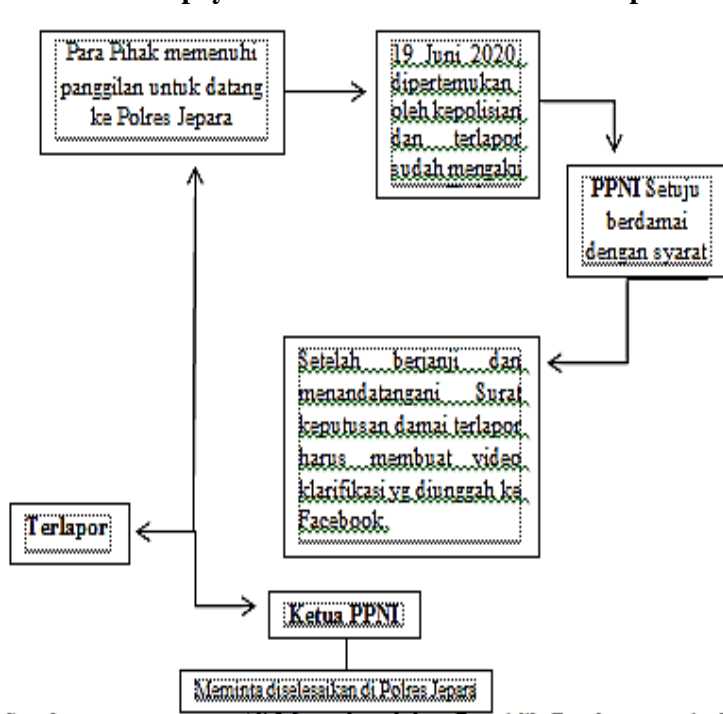 Para Pihak memenuhi
panggilan untuk datang
ke Polres Jepara
19 Juni 2020,
dipertemukan
oleh kepolisian
dan terlapor
sudah mengaku
PPNI Setuju
berdamai
dengan syarat
Setelah berjanji dan
menandatangani Surat
keputusan damai terlapor
harus membuat video
klarifikasi yg diunggah ke
Facebook.
Terlapor
Ketua PPNI
Meminta diselesaikan di Polres Jepara